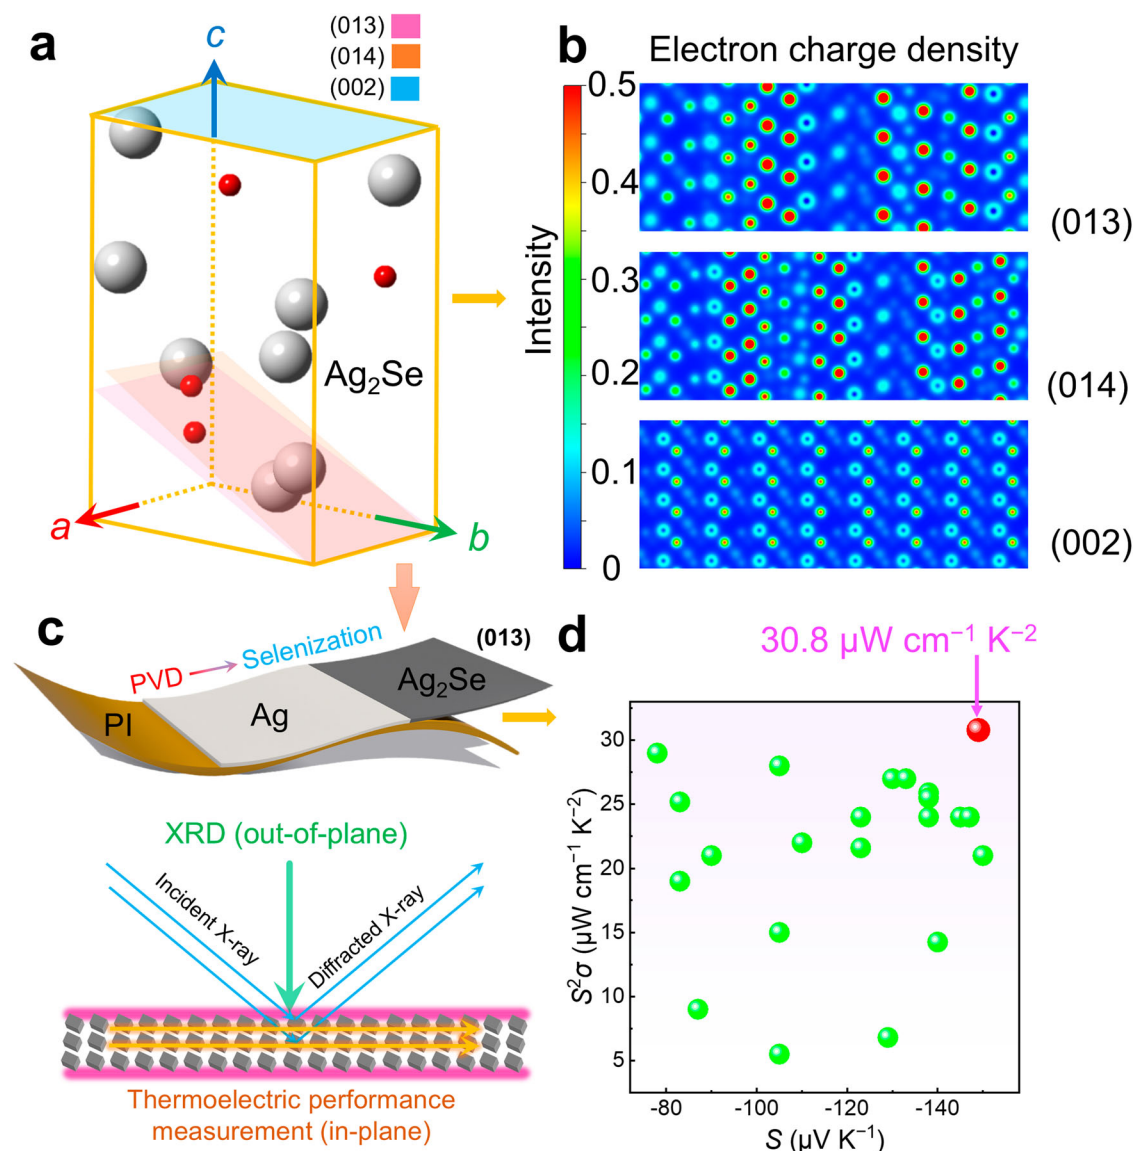 a
c
(013)
(014)
(002)
Ag₂Se
a
b
b
Electron charge density
0.5
0.4
0.3
0.2
0.1
0
Intensity
(013)
(014)
(002)
c
PVD
Selenization
(013)
PI
Ag
Ag₂Se
XRD (out-of-plane)
Incident X-ray
Diffracted X-ray
Thermoelectric performance
measurement (in-plane)
d
30.8 μW cm⁻¹ K⁻²
S²σ (μW cm⁻¹ K⁻²)
30
25
20
15
10
5
-80
-100
-120
-140
S (μV K⁻¹)